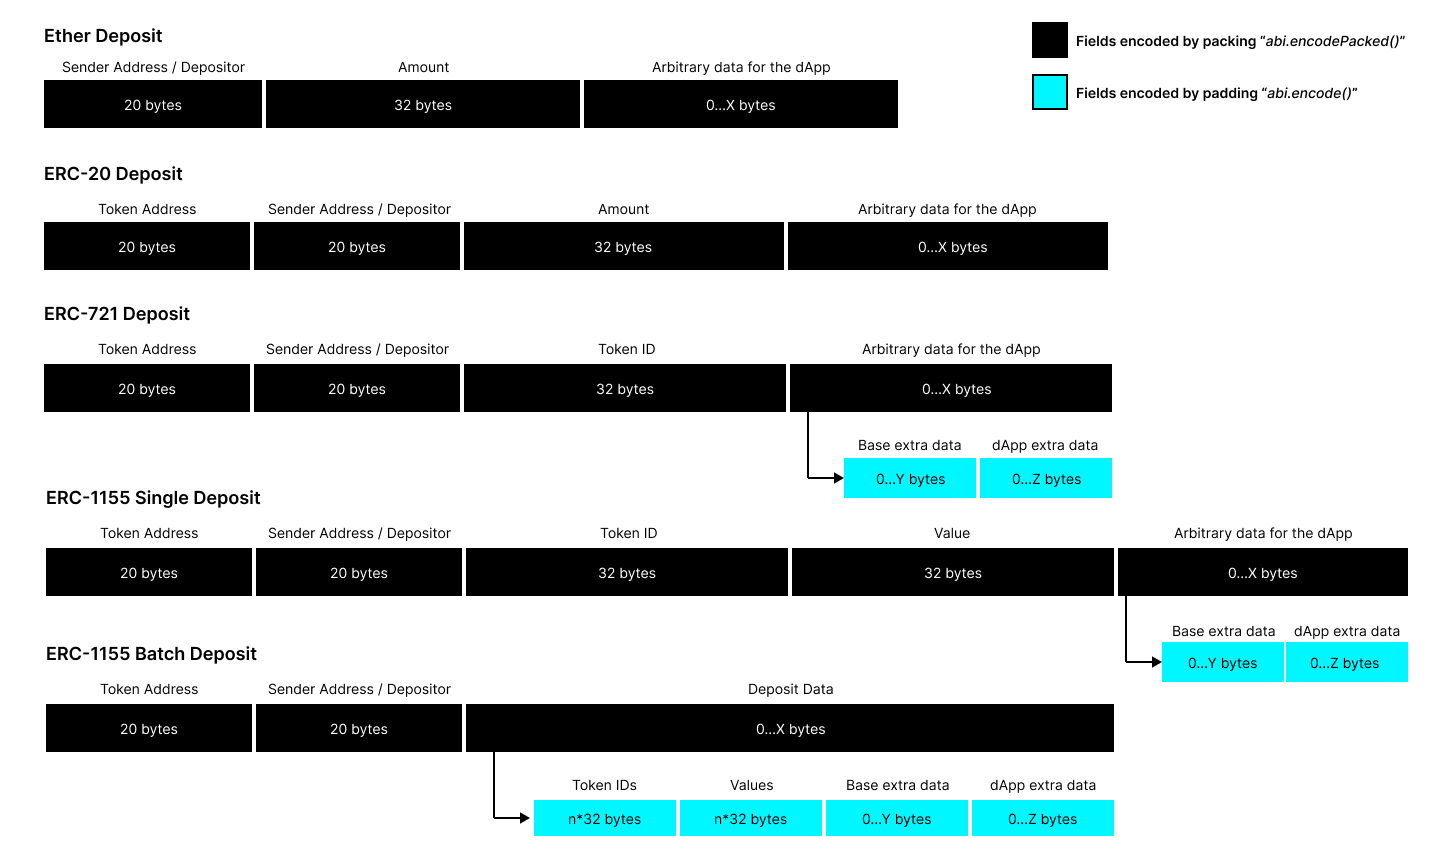 Ether Deposit
Fields encoded by packing “abi.encodePacked()”
Sender Address / Depositor Amount Arbitrary data for the dApp
20 bytes 32 bytes 0...X bytes
Fields encoded by padding “abi.encode()”
ERC-20 Deposit
Token Address Sender Address / Depositor Amount Arbitrary data for the dApp
20 bytes 20 bytes 32 bytes 0...X bytes
ERC-721 Deposit
Token Address Sender Address / Depositor Token ID Arbitrary data for the dApp
20 bytes 20 bytes 32 bytes 0...X bytes
Base extra data dApp extra data
0...Y bytes 0...Z bytes
ERC-1155 Single Deposit
Token Address Sender Address / Depositor Token ID Value Arbitrary data for the dApp
20 bytes 20 bytes 32 bytes 32 bytes 0...X bytes
Base extra data dApp extra data
0...Y bytes 0...Z bytes
ERC-1155 Batch Deposit
Token Address Sender Address / Depositor Deposit Data
20 bytes 20 bytes 0...X bytes
Token IDs Values Base extra data dApp extra data
n*32 bytes n*32 bytes 0...Y bytes 0...Z bytes